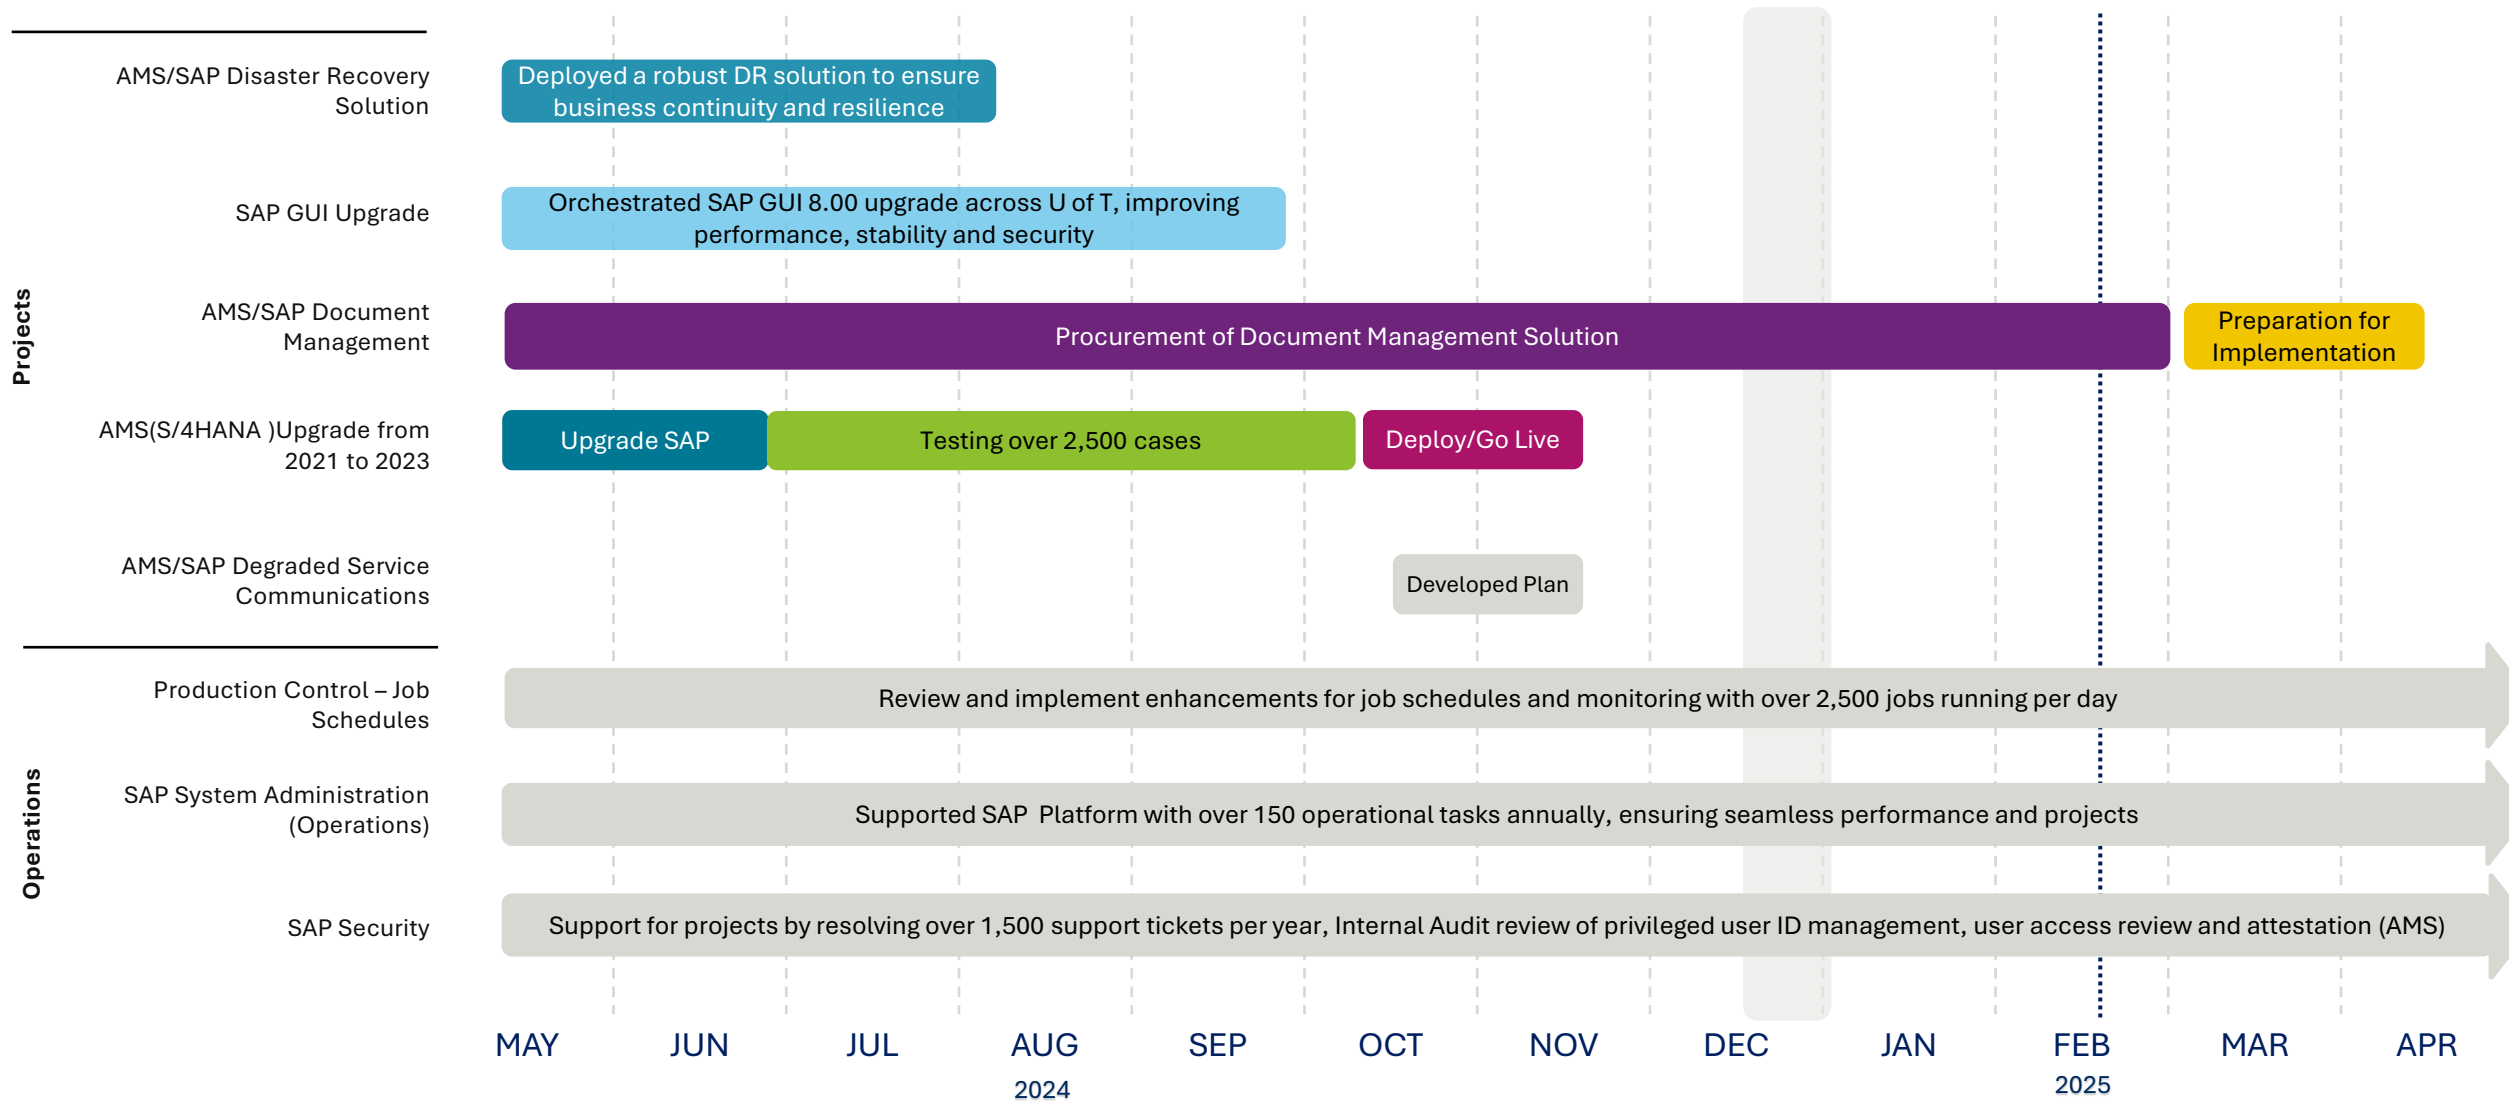 Projects
AMS/SAP Disaster Recovery
Solution
Deployed a robust DR solution to ensure
business continuity and resilience
SAP GUI Upgrade
Orchestrated SAP GUI 8.00 upgrade across U of T, improving
performance, stability and security
AMS/SAP Document
Management
Procurement of Document Management Solution
Preparation for
Implementation
AMS(S/4HANA )Upgrade from
2021 to 2023
Upgrade SAP
Testing over 2,500 cases
Deploy/Go Live
AMS/SAP Degraded Service
Communications
Developed Plan
Operations
Production Control – Job
Schedules
Review and implement enhancements for job schedules and monitoring with over 2,500 jobs running per day
SAP System Administration
(Operations)
Supported SAP Platform with over 150 operational tasks annually, ensuring seamless performance and projects
SAP Security
Support for projects by resolving over 1,500 support tickets per year, Internal Audit review of privileged user ID management, user access review and attestation (AMS)
MAY JUN JUL AUG SEP OCT NOV DEC JAN FEB MAR APR
2024 2025